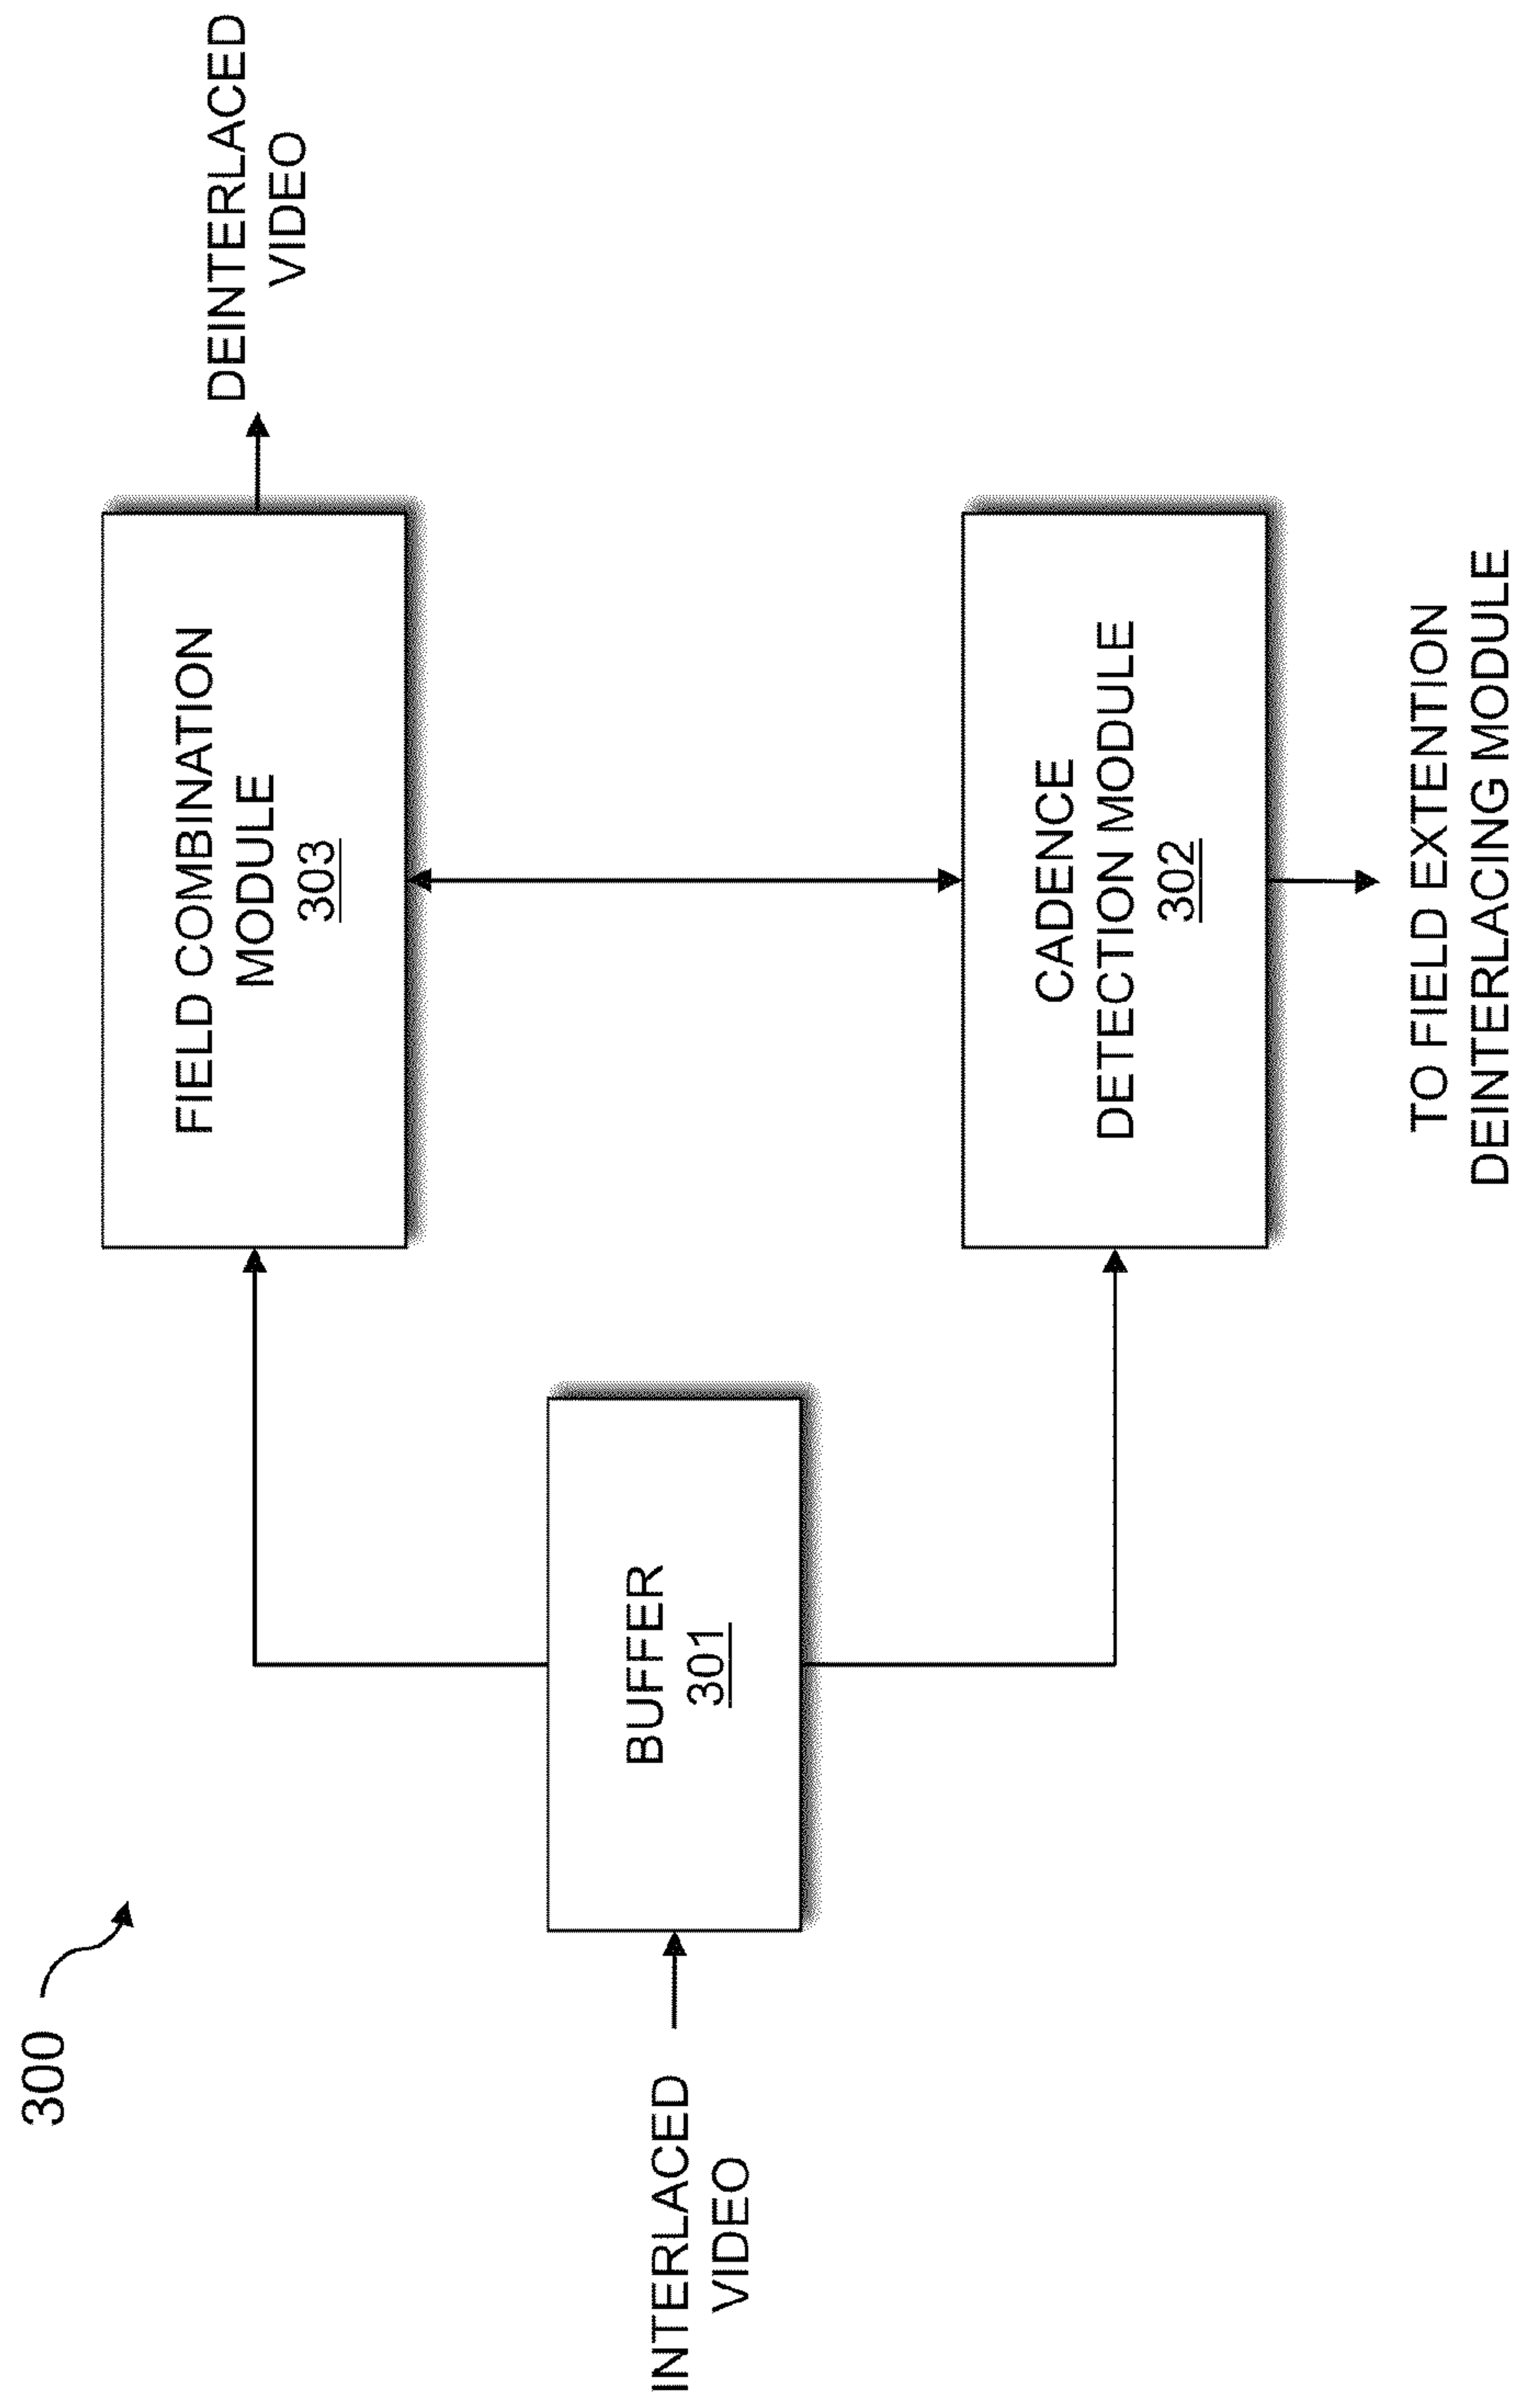 300
INTERLACED
VIDEO
BUFFER
301
FIELD COMBINATION
MODULE
303
DEINTERLACED
VIDEO
CADENCE
DETECTION MODULE
302
TO FIELD EXTENTION
DEINTERLACING MODULE